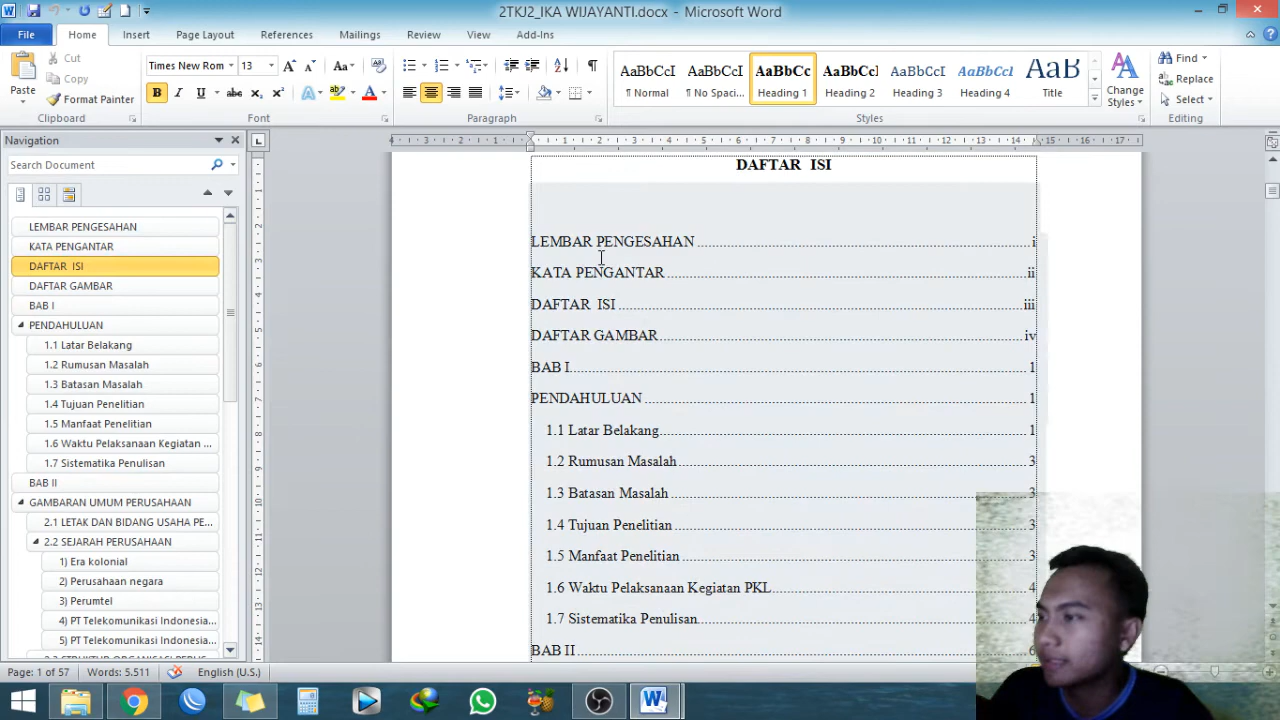 2TKJ2_IKA WIJAYANTI.docx - Microsoft Word
File Home Insert Page Layout References Mailings Review View Add-Ins
Paste
Cut
Copy
Format Painter
Clipboard
Times New Rom 13
Font
Paragraph
AaBbCcI AaBbCcI AaBbCc AaBbCcI AaBbCcI AaBbCcI AaB
¶ Normal ¶ No Spaci... Heading 1 Heading 2 Heading 3 Heading 4 Title
Change Styles
Styles
Find
Replace
Select
Editing
Navigation
Search Document
LEMBAR PENGESAHAN
KATA PENGANTAR
DAFTAR ISI
DAFTAR GAMBAR
BAB I
PENDAHULUAN
1.1 Latar Belakang
1.2 Rumusan Masalah
1.3 Batasan Masalah
1.4 Tujuan Penelitian
1.5 Manfaat Penelitian
1.6 Waktu Pelaksanaan Kegiatan ...
1.7 Sistematika Penulisan
BAB II
GAMBARAN UMUM PERUSAHAAN
2.1 LETAK DAN BIDANG USAHA PE...
2.2 SEJARAH PERUSAHAAN
1) Era kolonial
2) Perusahaan negara
3) Perumtel
4) PT Telekomunikasi Indonesia...
5) PT Telekomunikasi Indonesia...
DAFTAR ISI
LEMBAR PENGESAHAN i
KATA PENGANTAR ii
DAFTAR ISI iii
DAFTAR GAMBAR iv
BAB I 1
PENDAHULUAN 1
1.1 Latar Belakang 1
1.2 Rumusan Masalah 3
1.3 Batasan Masalah 3
1.4 Tujuan Penelitian 3
1.5 Manfaat Penelitian 3
1.6 Waktu Pelaksanaan Kegiatan PKL 4
1.7 Sistematika Penulisan 4
BAB II 6
Page: 1 of 57 Words: 5.511 English (U.S.)